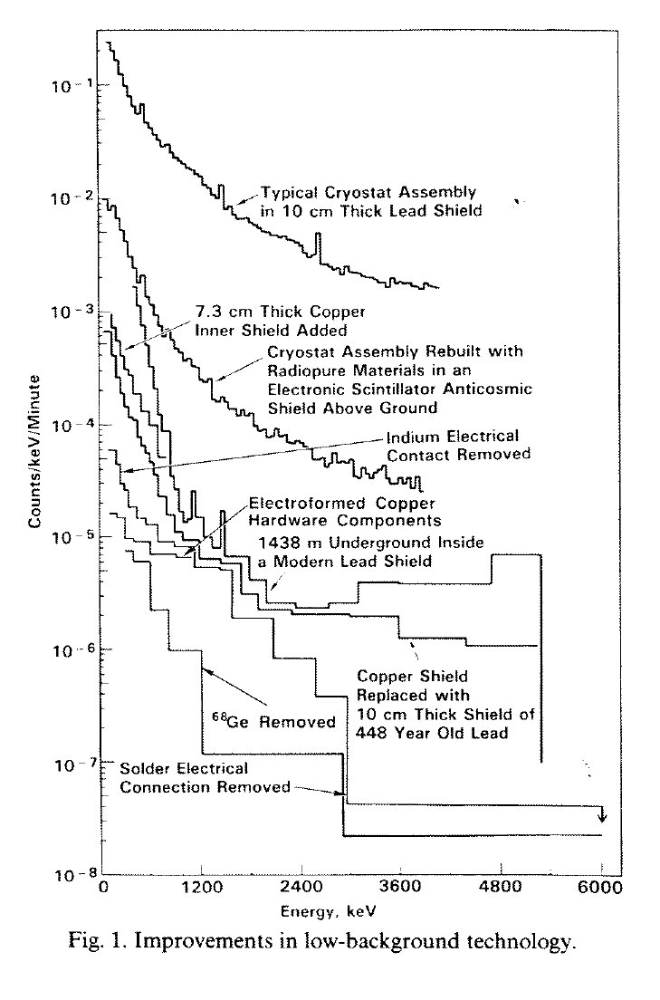 10⁻¹
10⁻²
10⁻³
10⁻⁴
10⁻⁵
10⁻⁶
10⁻⁷
10⁻⁸
Counts/keV/Minute
Typical Cryostat Assembly
in 10 cm Thick Lead Shield
7.3 cm Thick Copper
Inner Shield Added
Cryostat Assembly Rebuilt with
Radiopure Materials in an
Electronic Scintillator Anticosmic
Shield Above Ground
Indium Electrical
Contact Removed
Electroformed Copper
Hardware Components
1438 m Underground Inside
a Modern Lead Shield
Copper Shield
Replaced with
10 cm Thick Shield of
448 Year Old Lead
⁶⁸Ge Removed
Solder Electrical
Connection Removed
0 1200 2400 3600 4800 6000
Energy, keV
Fig. 1. Improvements in low-background technology.